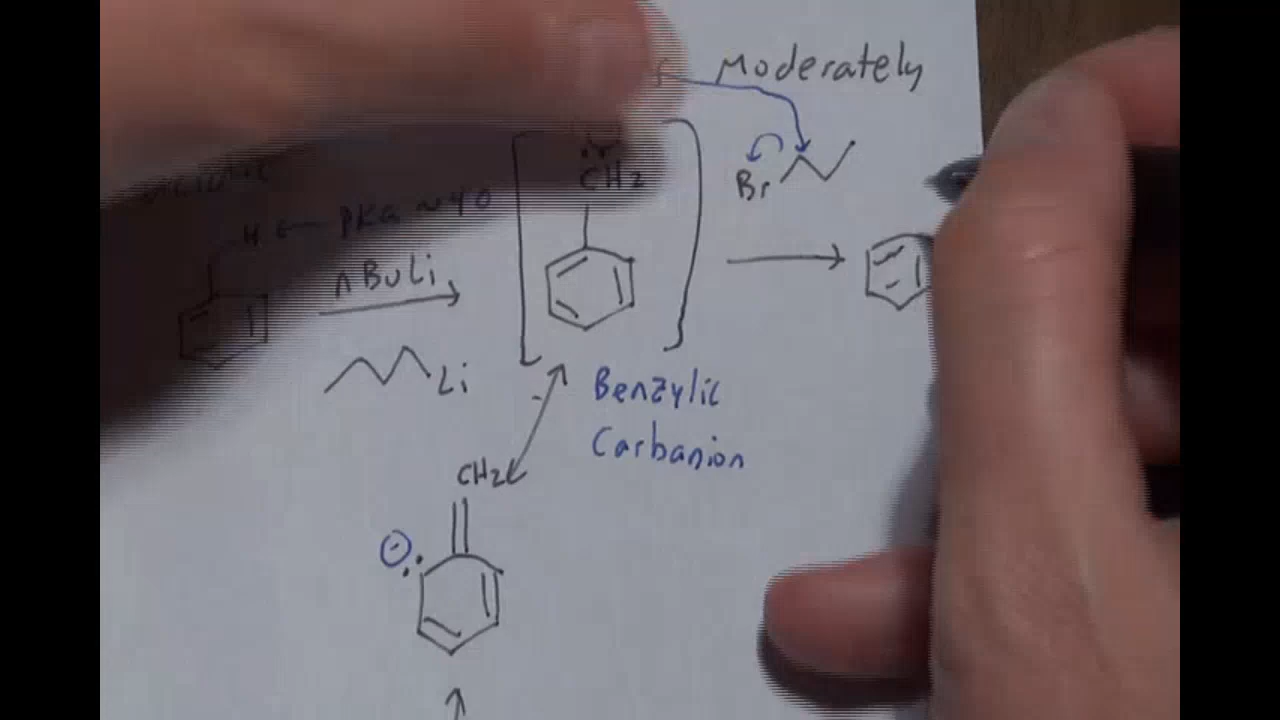 Moderately
CH2
Br
H ← PKa ~40
nBuLi
Li
Benzylic
Carbanion
CH2